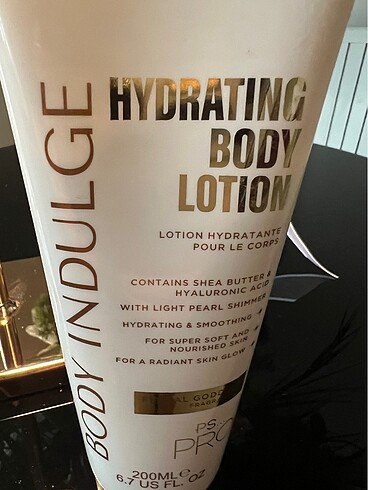 BODY INDULGE
HYDRATING
BODY
LOTION
LOTION HYDRATANTE
POUR LE CORPS
CONTAINS SHEA BUTTER &
HYALURONIC ACID
WITH LIGHT PEARL SHIMMER
HYDRATING & SMOOTHING
FOR SUPER SOFT AND
NOURISHED SKIN
FOR A RADIANT SKIN GLOW
PS...
PRO
200ML℮
6.7 US FL. OZ